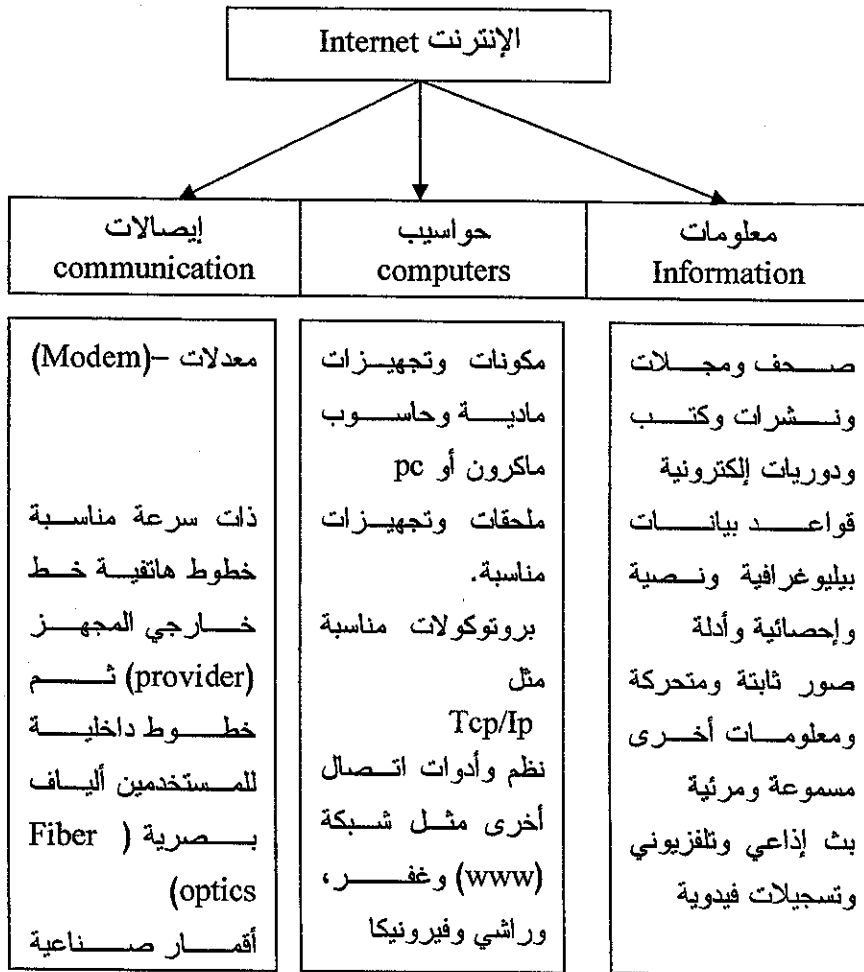 الإنترنت Internet
معلومات
Information
حواسيب
computers
إيصالات
communication
صحف ومجلات
ونشرات وكتب
ودوريات إلكترونية
قواعد بيانات
بيليوغرافية ونصية
وإحصائية وأدلة
صور ثابتة ومتحركة
ومعلومات أخرى
مسموعة ومرئية
بث إذاعي وتلفزيوني
وتسجيلات فيدوية
مكونات وتجهيزات
مادية وحاسوب
ماكرون أو pc
ملحقات وتجهيزات
مناسبة.
بروتوكولات مناسبة
مثل
Tcp/Ip
نظم وأدوات اتصال
أخرى مثل شبكة
(www) وغفر،
وراشي وفيرونيكا
معدلات –(Modem)
ذات سرعة مناسبة
خطوط هاتفية خط
خارجي المجهز
(provider) ثم
خطوط داخلية
للمستخدمين ألياف
بصرية ( Fiber
optics)
أقمار صناعية